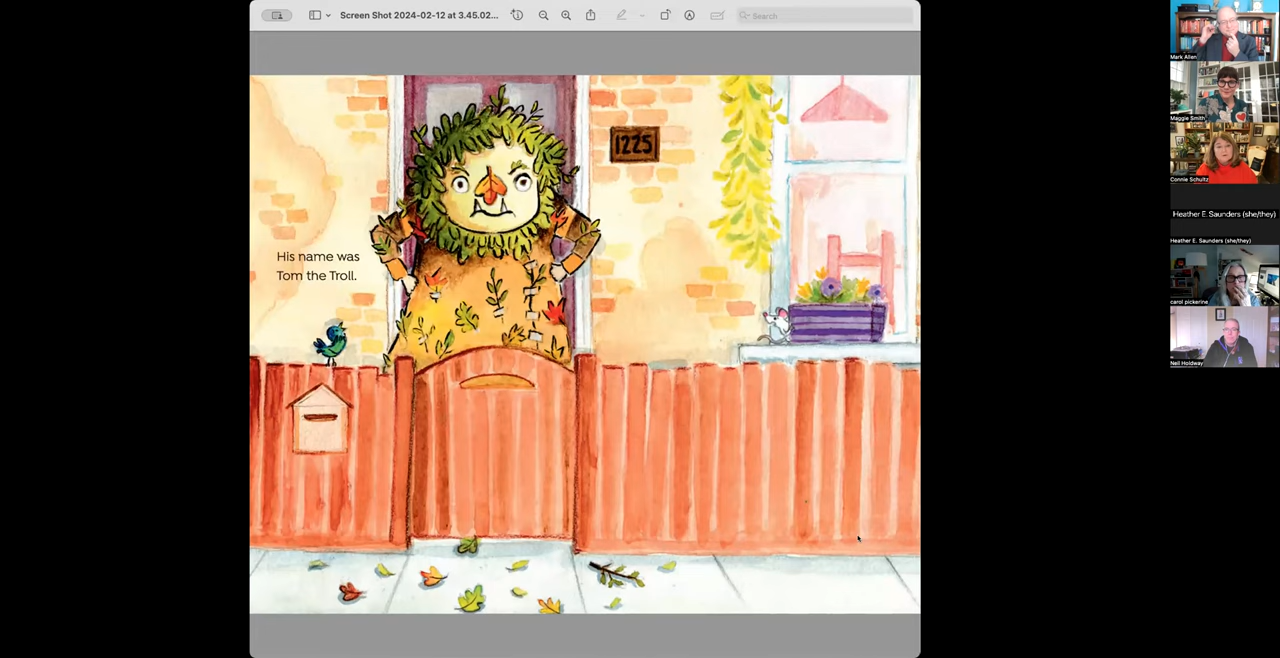 Screen Shot 2024-02-12 at 3.45.02...
Search
1225
His name was
Tom the Troll.
Mark Allen
Maggie Smith
Connie Schultz
Heather E. Saunders (she/they)
Heather E. Saunders (she/they)
carol pickerine
Neil Holdway